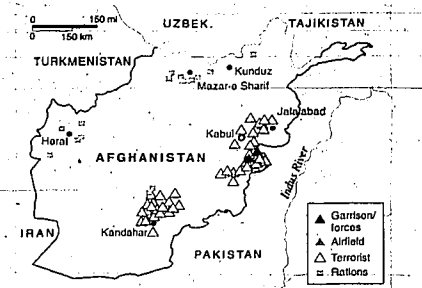 0 150 mi
0 150 km
UZBEK.
TAJIKISTAN
TURKMENISTAN
Kunduz
Mazar-e Sharif
Jalalabad
Kabul
Herat
AFGHANISTAN
Indus River
IRAN
Kandahar
PAKISTAN
Garrison/
forces
Airfield
Terrorist
Rations